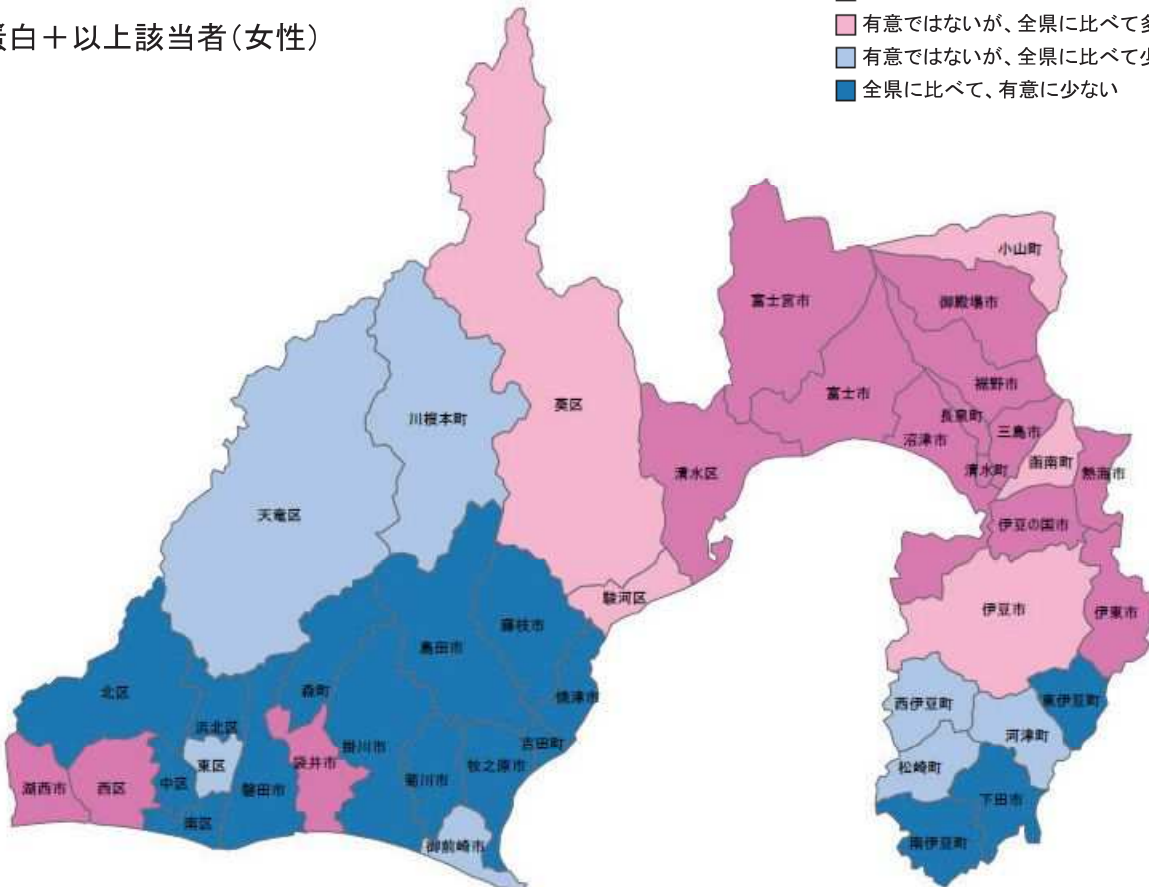 蛋白＋以上該当者（女性）
有意ではないが、全県に比べて多
有意ではないが、全県に比べて少
全県に比べて、有意に少ない
小山町
富士宮市
御殿場市
裾野市
富士市
長泉町
葵区
川根本町
三島市
沼津市
函南町
清水町
熱海市
清水区
天竜区
伊豆の国市
駿河区
伊豆市
伊東市
藤枝市
島田市
北区
森町
焼津市
西伊豆町
東伊豆町
浜北区
河津町
吉田町
掛川市
東区
袋井市
牧之原市
松崎町
菊川市
中区
湖西市
西区
磐田市
下田市
南区
御前崎市
南伊豆町